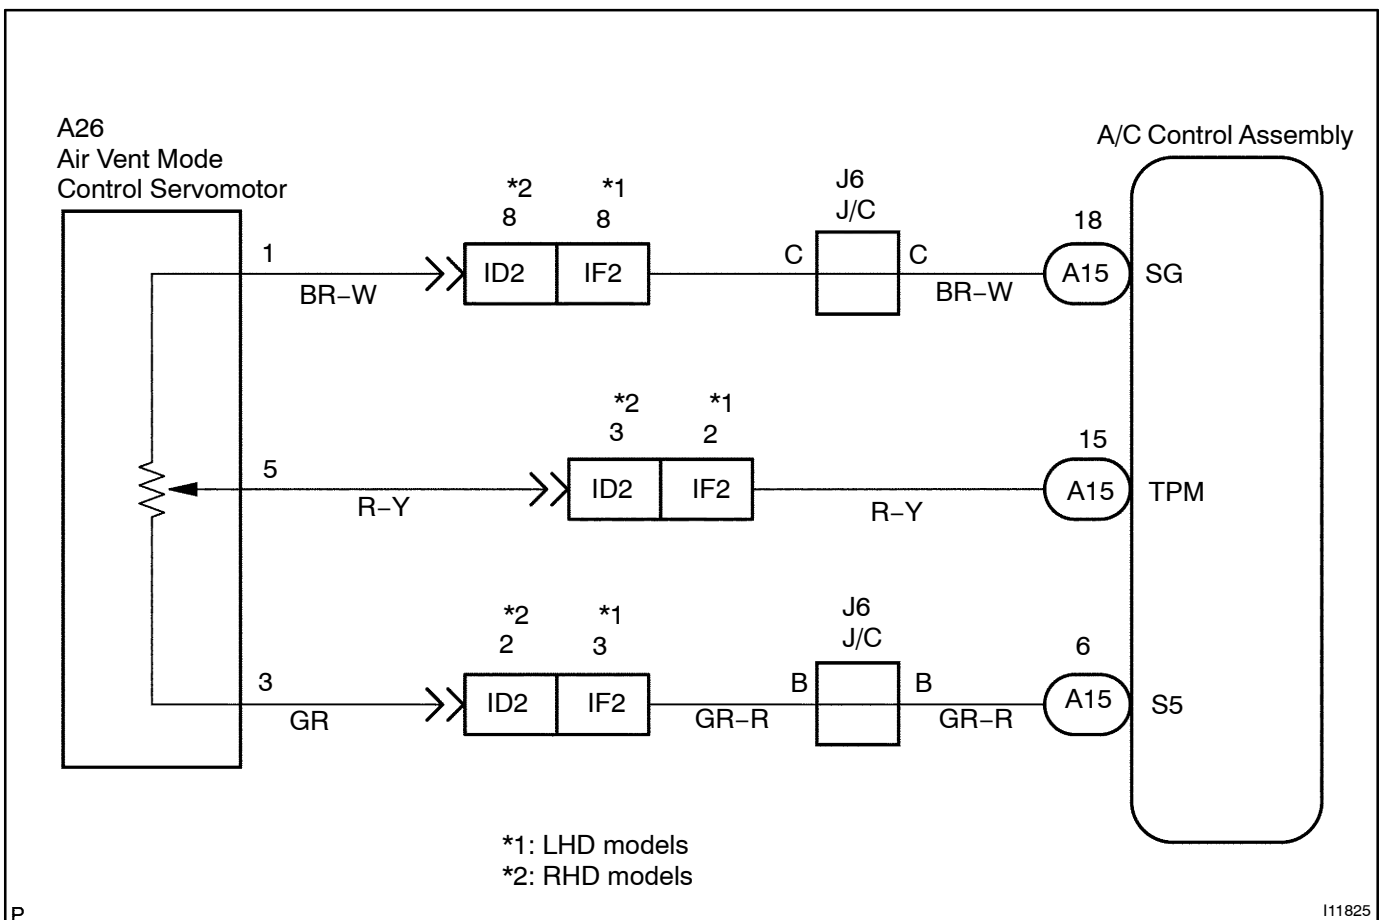 A26
Air Vent Mode
Control Servomotor
A/C Control Assembly
*2 *1
8 8
J6
J/C
18
1
BR−W
ID2 IF2
C C
BR−W
A15
SG
*2 *1
3 2
15
5
R−Y
ID2 IF2
R−Y
A15
TPM
*2 *1
2 3
J6
J/C
6
3
GR
ID2 IF2
GR−R
B B
GR−R
A15
S5
*1: LHD models
*2: RHD models
P
I11825